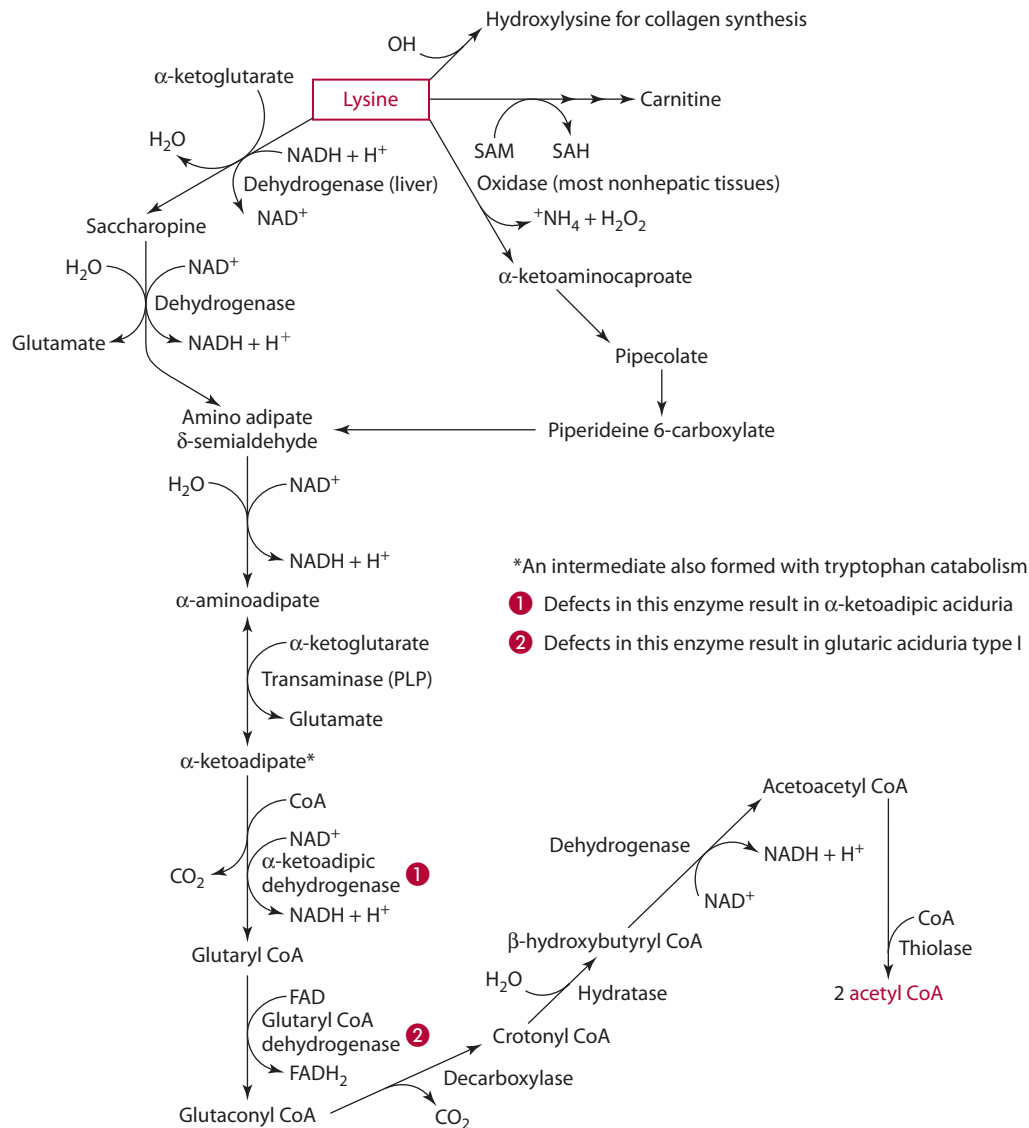 Hydroxylysine for collagen synthesis
OH
α-ketoglutarate
Lysine
Carnitine
H₂O
NADH + H⁺
SAM
SAH
Dehydrogenase (liver)
Oxidase (most nonhepatic tissues)
NAD⁺
⁺NH₄ + H₂O₂
Saccharopine
H₂O
NAD⁺
α-ketoaminocaproate
Dehydrogenase
Glutamate
NADH + H⁺
Pipecolate
Amino adipate
δ-semialdehyde
Piperideine 6-carboxylate
H₂O
NAD⁺
NADH + H⁺
*An intermediate also formed with tryptophan catabolism
1 Defects in this enzyme result in α-ketoadipic aciduria
2 Defects in this enzyme result in glutaric aciduria type I
α-aminoadipate
α-ketoglutarate
Transaminase (PLP)
Glutamate
α-ketoadipate*
CoA
NAD⁺
α-ketoadipic
dehydrogenase 1
CO₂
NADH + H⁺
Glutaryl CoA
FAD
Glutaryl CoA
dehydrogenase 2
FADH₂
Glutaconyl CoA
Decarboxylase
CO₂
Crotonyl CoA
H₂O
Hydratase
β-hydroxybutyryl CoA
Dehydrogenase
NADH + H⁺
NAD⁺
Acetoacetyl CoA
CoA
Thiolase
2 acetyl CoA